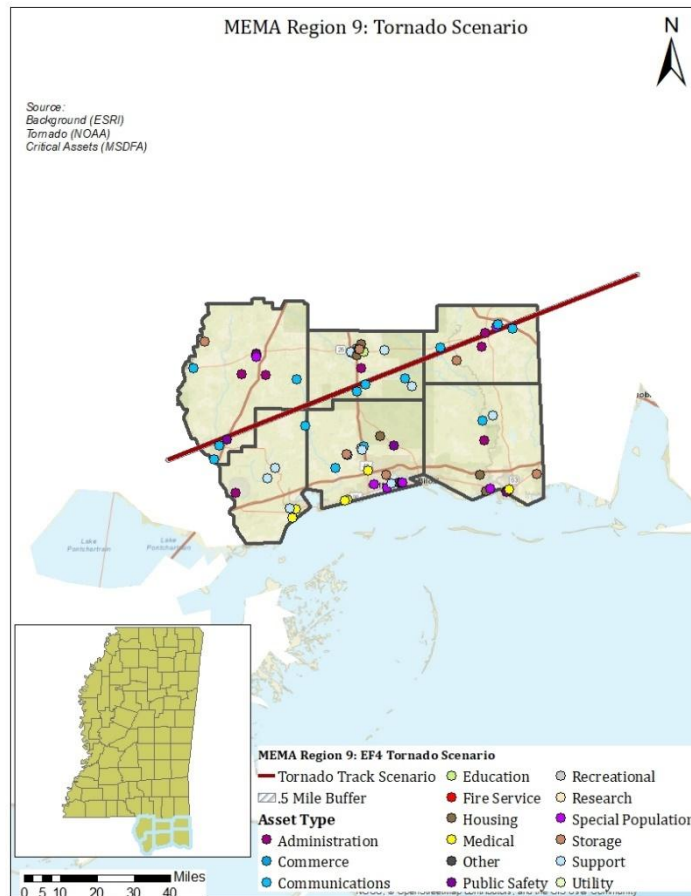 MEMA Region 9: Tornado Scenario
N
Source:
Background (ESRI)
Tornado (NOAA)
Critical Assets (MSDFA)
Lake
Pontchartrain
Lake
Pontchartrain
MEMA Region 9: EF4 Tornado Scenario
Tornado Track Scenario
.5 Mile Buffer
Asset Type
Administration
Commerce
Communications
Education
Fire Service
Housing
Medical
Other
Public Safety
Recreational
Research
Special Population
Storage
Support
Utility
Miles
0 5 10 20 30 40